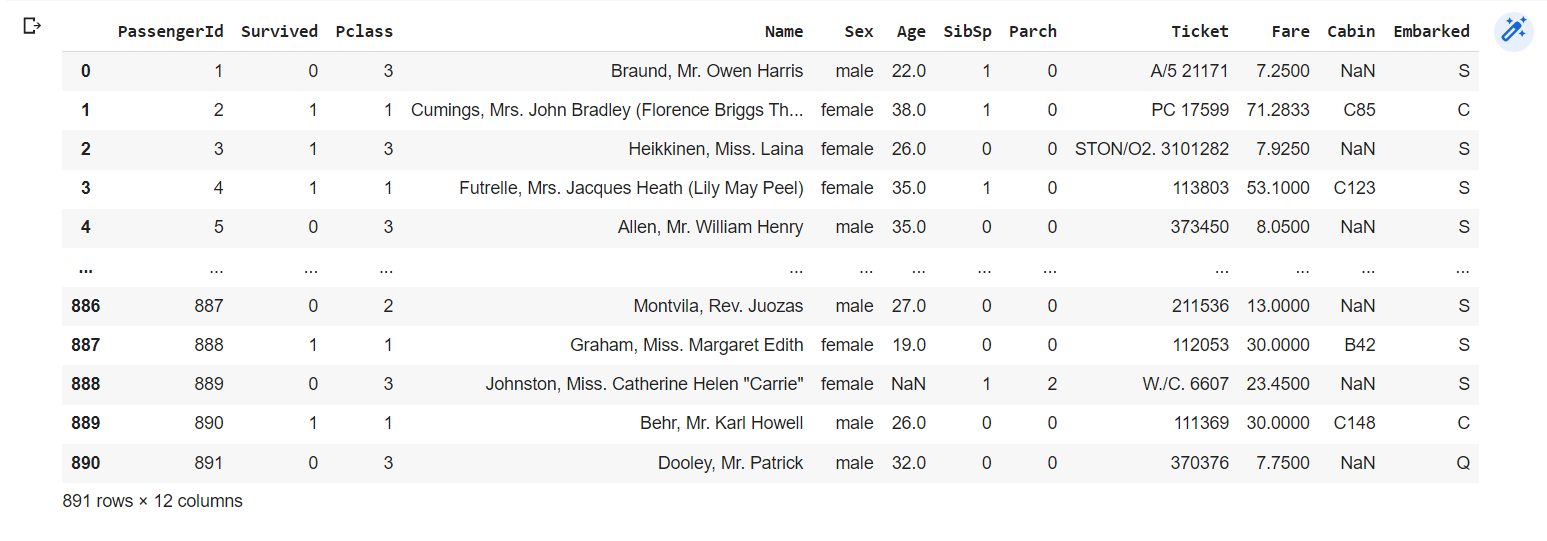 PassengerId Survived Pclass Name Sex Age SibSp Parch Ticket Fare Cabin Embarked
0 1 0 3 Braund, Mr. Owen Harris male 22.0 1 0 A/5 21171 7.2500 NaN S
1 2 1 1 Cumings, Mrs. John Bradley (Florence Briggs Th... female 38.0 1 0 PC 17599 71.2833 C85 C
2 3 1 3 Heikkinen, Miss. Laina female 26.0 0 0 STON/O2. 3101282 7.9250 NaN S
3 4 1 1 Futrelle, Mrs. Jacques Heath (Lily May Peel) female 35.0 1 0 113803 53.1000 C123 S
4 5 0 3 Allen, Mr. William Henry male 35.0 0 0 373450 8.0500 NaN S
... ... ... ... ... ... ... ... ... ... ... ... ...
886 887 0 2 Montvila, Rev. Juozas male 27.0 0 0 211536 13.0000 NaN S
887 888 1 1 Graham, Miss. Margaret Edith female 19.0 0 0 112053 30.0000 B42 S
888 889 0 3 Johnston, Miss. Catherine Helen "Carrie" female NaN 1 2 W./C. 6607 23.4500 NaN S
889 890 1 1 Behr, Mr. Karl Howell male 26.0 0 0 111369 30.0000 C148 C
890 891 0 3 Dooley, Mr. Patrick male 32.0 0 0 370376 7.7500 NaN Q
891 rows × 12 columns